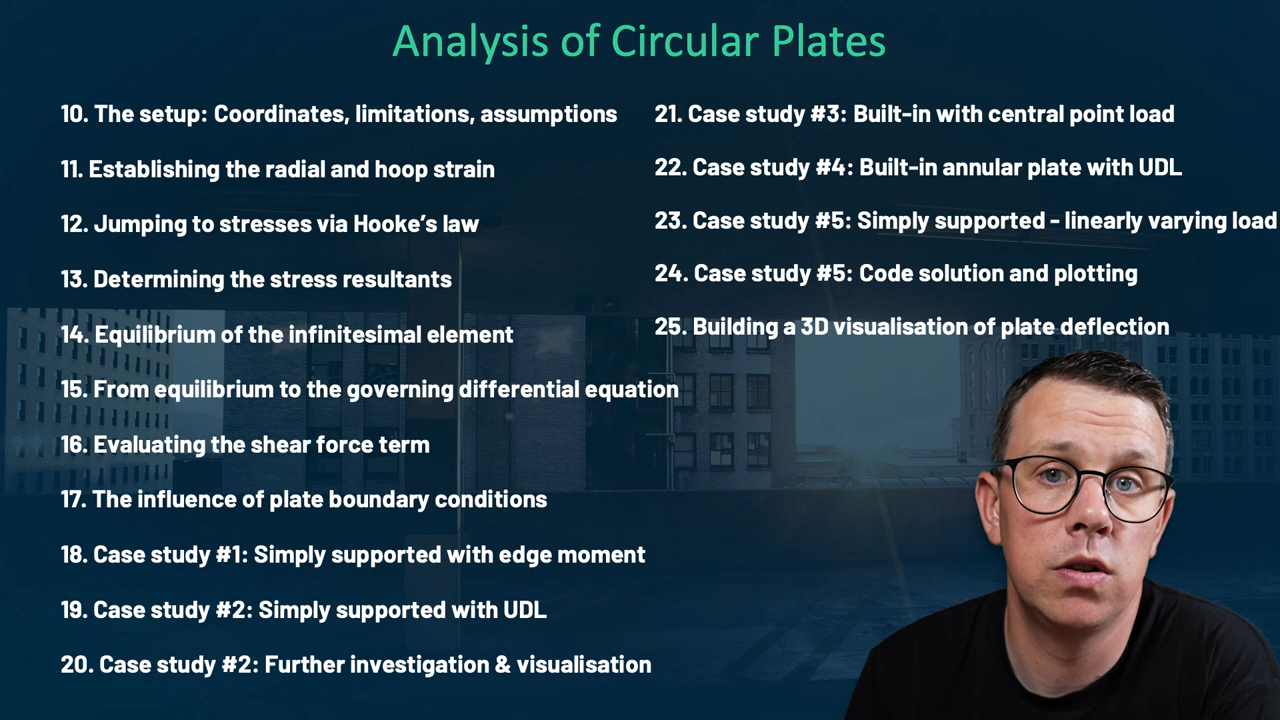 Analysis of Circular Plates
10. The setup: Coordinates, limitations, assumptions
11. Establishing the radial and hoop strain
12. Jumping to stresses via Hooke’s law
13. Determining the stress resultants
14. Equilibrium of the infinitesimal element
15. From equilibrium to the governing differential equation
16. Evaluating the shear force term
17. The influence of plate boundary conditions
18. Case study #1: Simply supported with edge moment
19. Case study #2: Simply supported with UDL
20. Case study #2: Further investigation & visualisation
21. Case study #3: Built-in with central point load
22. Case study #4: Built-in annular plate with UDL
23. Case study #5: Simply supported - linearly varying load
24. Case study #5: Code solution and plotting
25. Building a 3D visualisation of plate deflection